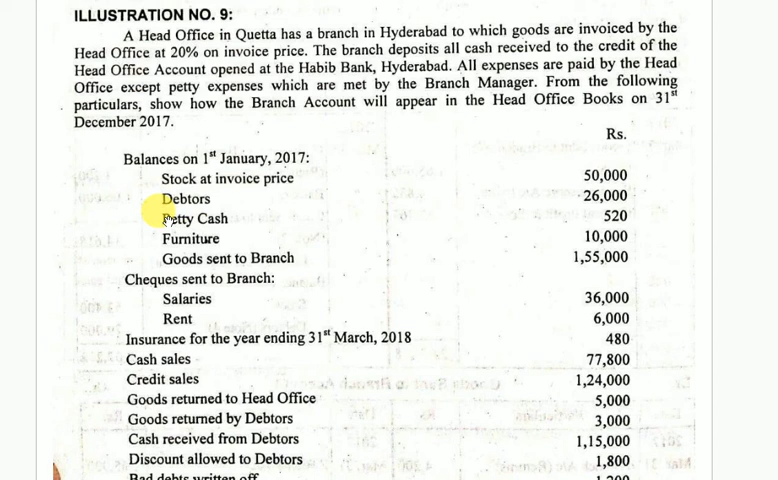 ILLUSTRATION NO. 9:
A Head Office in Quetta has a branch in Hyderabad to which goods are invoiced by the
Head Office at 20% on invoice price. The branch deposits all cash received to the credit of the
Head Office Account opened at the Habib Bank, Hyderabad. All expenses are paid by the Head
Office except petty expenses which are met by the Branch Manager. From the following
particulars, show how the Branch Account will appear in the Head Office Books on 31st
December 2017.
Rs.
Balances on 1st January, 2017:
Stock at invoice price 50,000
Debtors 26,000
Petty Cash 520
Furniture 10,000
Goods sent to Branch 1,55,000
Cheques sent to Branch:
Salaries 36,000
Rent 6,000
Insurance for the year ending 31st March, 2018 480
Cash sales 77,800
Credit sales 1,24,000
Goods returned to Head Office 5,000
Goods returned by Debtors 3,000
Cash received from Debtors 1,15,000
Discount allowed to Debtors 1,800
Bad debts written off 1,200